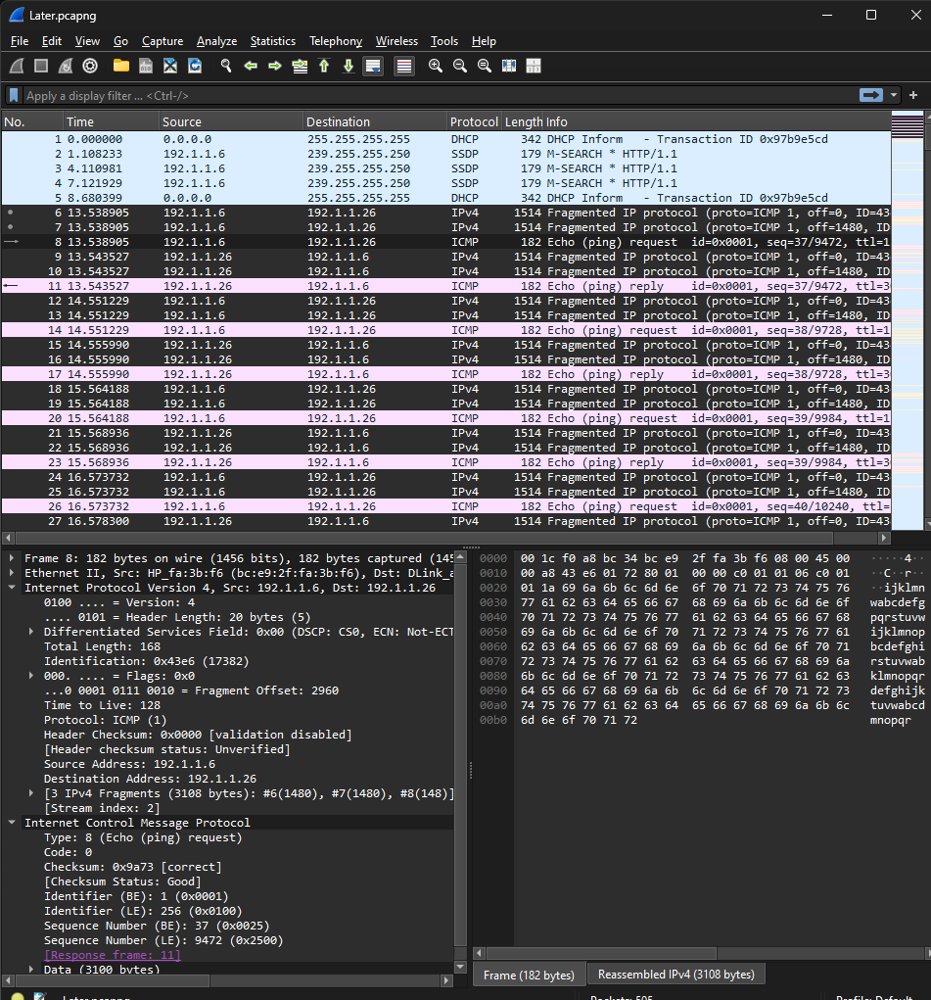 Later.pcapng
File Edit View Go Capture Analyze Statistics Telephony Wireless Tools Help
Apply a display filter ... <Ctrl-/>
No. Time Source Destination Protocol Length Info
1 0.000000 0.0.0.0 255.255.255.255 DHCP 342 DHCP Inform - Transaction ID 0x97b9e5cd
2 1.108233 192.1.1.6 239.255.255.250 SSDP 179 M-SEARCH * HTTP/1.1
3 4.110981 192.1.1.6 239.255.255.250 SSDP 179 M-SEARCH * HTTP/1.1
4 7.121929 192.1.1.6 239.255.255.250 SSDP 179 M-SEARCH * HTTP/1.1
5 8.680399 0.0.0.0 255.255.255.255 DHCP 342 DHCP Inform - Transaction ID 0x97b9e5cd
6 13.538905 192.1.1.6 192.1.1.26 IPv4 1514 Fragmented IP protocol (proto=ICMP 1, off=0, ID=43
7 13.538905 192.1.1.6 192.1.1.26 IPv4 1514 Fragmented IP protocol (proto=ICMP 1, off=1480, ID
8 13.538905 192.1.1.6 192.1.1.26 ICMP 182 Echo (ping) request id=0x0001, seq=37/9472, ttl=1
9 13.543527 192.1.1.26 192.1.1.6 IPv4 1514 Fragmented IP protocol (proto=ICMP 1, off=0, ID=43
10 13.543527 192.1.1.26 192.1.1.6 IPv4 1514 Fragmented IP protocol (proto=ICMP 1, off=1480, ID
11 13.543527 192.1.1.26 192.1.1.6 ICMP 182 Echo (ping) reply id=0x0001, seq=37/9472, ttl=3
12 14.551229 192.1.1.6 192.1.1.26 IPv4 1514 Fragmented IP protocol (proto=ICMP 1, off=0, ID=43
13 14.551229 192.1.1.6 192.1.1.26 IPv4 1514 Fragmented IP protocol (proto=ICMP 1, off=1480, ID
14 14.551229 192.1.1.6 192.1.1.26 ICMP 182 Echo (ping) request id=0x0001, seq=38/9728, ttl=1
15 14.555990 192.1.1.26 192.1.1.6 IPv4 1514 Fragmented IP protocol (proto=ICMP 1, off=0, ID=43
16 14.555990 192.1.1.26 192.1.1.6 IPv4 1514 Fragmented IP protocol (proto=ICMP 1, off=1480, ID
17 14.555990 192.1.1.26 192.1.1.6 ICMP 182 Echo (ping) reply id=0x0001, seq=38/9728, ttl=3
18 15.564188 192.1.1.6 192.1.1.26 IPv4 1514 Fragmented IP protocol (proto=ICMP 1, off=0, ID=43
19 15.564188 192.1.1.6 192.1.1.26 IPv4 1514 Fragmented IP protocol (proto=ICMP 1, off=1480, ID
20 15.564188 192.1.1.6 192.1.1.26 ICMP 182 Echo (ping) request id=0x0001, seq=39/9984, ttl=1
21 15.568936 192.1.1.26 192.1.1.6 IPv4 1514 Fragmented IP protocol (proto=ICMP 1, off=0, ID=43
22 15.568936 192.1.1.26 192.1.1.6 IPv4 1514 Fragmented IP protocol (proto=ICMP 1, off=1480, ID
23 15.568936 192.1.1.26 192.1.1.6 ICMP 182 Echo (ping) reply id=0x0001, seq=39/9984, ttl=3
24 16.573732 192.1.1.6 192.1.1.26 IPv4 1514 Fragmented IP protocol (proto=ICMP 1, off=0, ID=43
25 16.573732 192.1.1.6 192.1.1.26 IPv4 1514 Fragmented IP protocol (proto=ICMP 1, off=1480, ID
26 16.573732 192.1.1.6 192.1.1.26 ICMP 182 Echo (ping) request id=0x0001, seq=40/10240, ttl=
27 16.578300 192.1.1.26 192.1.1.6 IPv4 1514 Fragmented IP protocol (proto=ICMP 1, off=0, ID=43
Frame 8: 182 bytes on wire (1456 bits), 182 bytes captured (145
Ethernet II, Src: HP_fa:3b:f6 (bc:e9:2f:fa:3b:f6), Dst: DLink_a
Internet Protocol Version 4, Src: 192.1.1.6, Dst: 192.1.1.26
0100 .... = Version: 4
.... 0101 = Header Length: 20 bytes (5)
Differentiated Services Field: 0x00 (DSCP: CS0, ECN: Not-ECT
Total Length: 168
Identification: 0x43e6 (17382)
000. .... = Flags: 0x0
...0 0001 0111 0010 = Fragment Offset: 2960
Time to Live: 128
Protocol: ICMP (1)
Header Checksum: 0x0000 [validation disabled]
[Header checksum status: Unverified]
Source Address: 192.1.1.6
Destination Address: 192.1.1.26
[3 IPv4 Fragments (3108 bytes): #6(1480), #7(1480), #8(148)]
[Stream index: 2]
Internet Control Message Protocol
Type: 8 (Echo (ping) request)
Code: 0
Checksum: 0x9a73 [correct]
[Checksum Status: Good]
Identifier (BE): 1 (0x0001)
Identifier (LE): 256 (0x0100)
Sequence Number (BE): 37 (0x0025)
Sequence Number (LE): 9472 (0x2500)
[Response frame: 11]
Data (3100 bytes)
0000 00 1c f0 a8 bc 34 bc e9 2f fa 3b f6 08 00 45 00 ·····4··
0010 00 a8 43 e6 01 72 80 01 00 00 c0 01 01 06 c0 01 ··C··r··
0020 01 1a 69 6a 6b 6c 6d 6e 6f 70 71 72 73 74 75 76 ··ijklmn
0030 77 61 62 63 64 65 66 67 68 69 6a 6b 6c 6d 6e 6f wabcdefg
0040 70 71 72 73 74 75 76 77 61 62 63 64 65 66 67 68 pqrstuvw
0050 69 6a 6b 6c 6d 6e 6f 70 71 72 73 74 75 76 77 61 ijklmnop
0060 62 63 64 65 66 67 68 69 6a 6b 6c 6d 6e 6f 70 71 bcdefghi
0070 72 73 74 75 76 77 61 62 63 64 65 66 67 68 69 6a rstuvwab
0080 6b 6c 6d 6e 6f 70 71 72 73 74 75 76 77 61 62 63 klmnopqr
0090 64 65 66 67 68 69 6a 6b 6c 6d 6e 6f 70 71 72 73 defghijk
00a0 74 75 76 77 61 62 63 64 65 66 67 68 69 6a 6b 6c tuvwabcd
00b0 6d 6e 6f 70 71 72 mnopqr
Frame (182 bytes) Reassembled IPv4 (3108 bytes)
Later.pcapng Packets: 505 Profile: Default